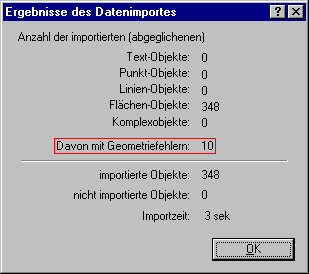 Ergebnisse des Datenimportes
Anzahl der importierten (abgeglichenen)
Text-Objekte: 0
Punkt-Objekte: 0
Linien-Objekte: 0
Flächen-Objekte: 348
Komplexobjekte: 0
Davon mit Geometriefehlern: 10
importierte Objekte: 348
nicht importierte Objekte: 0
Importzeit: 3 sek
OK